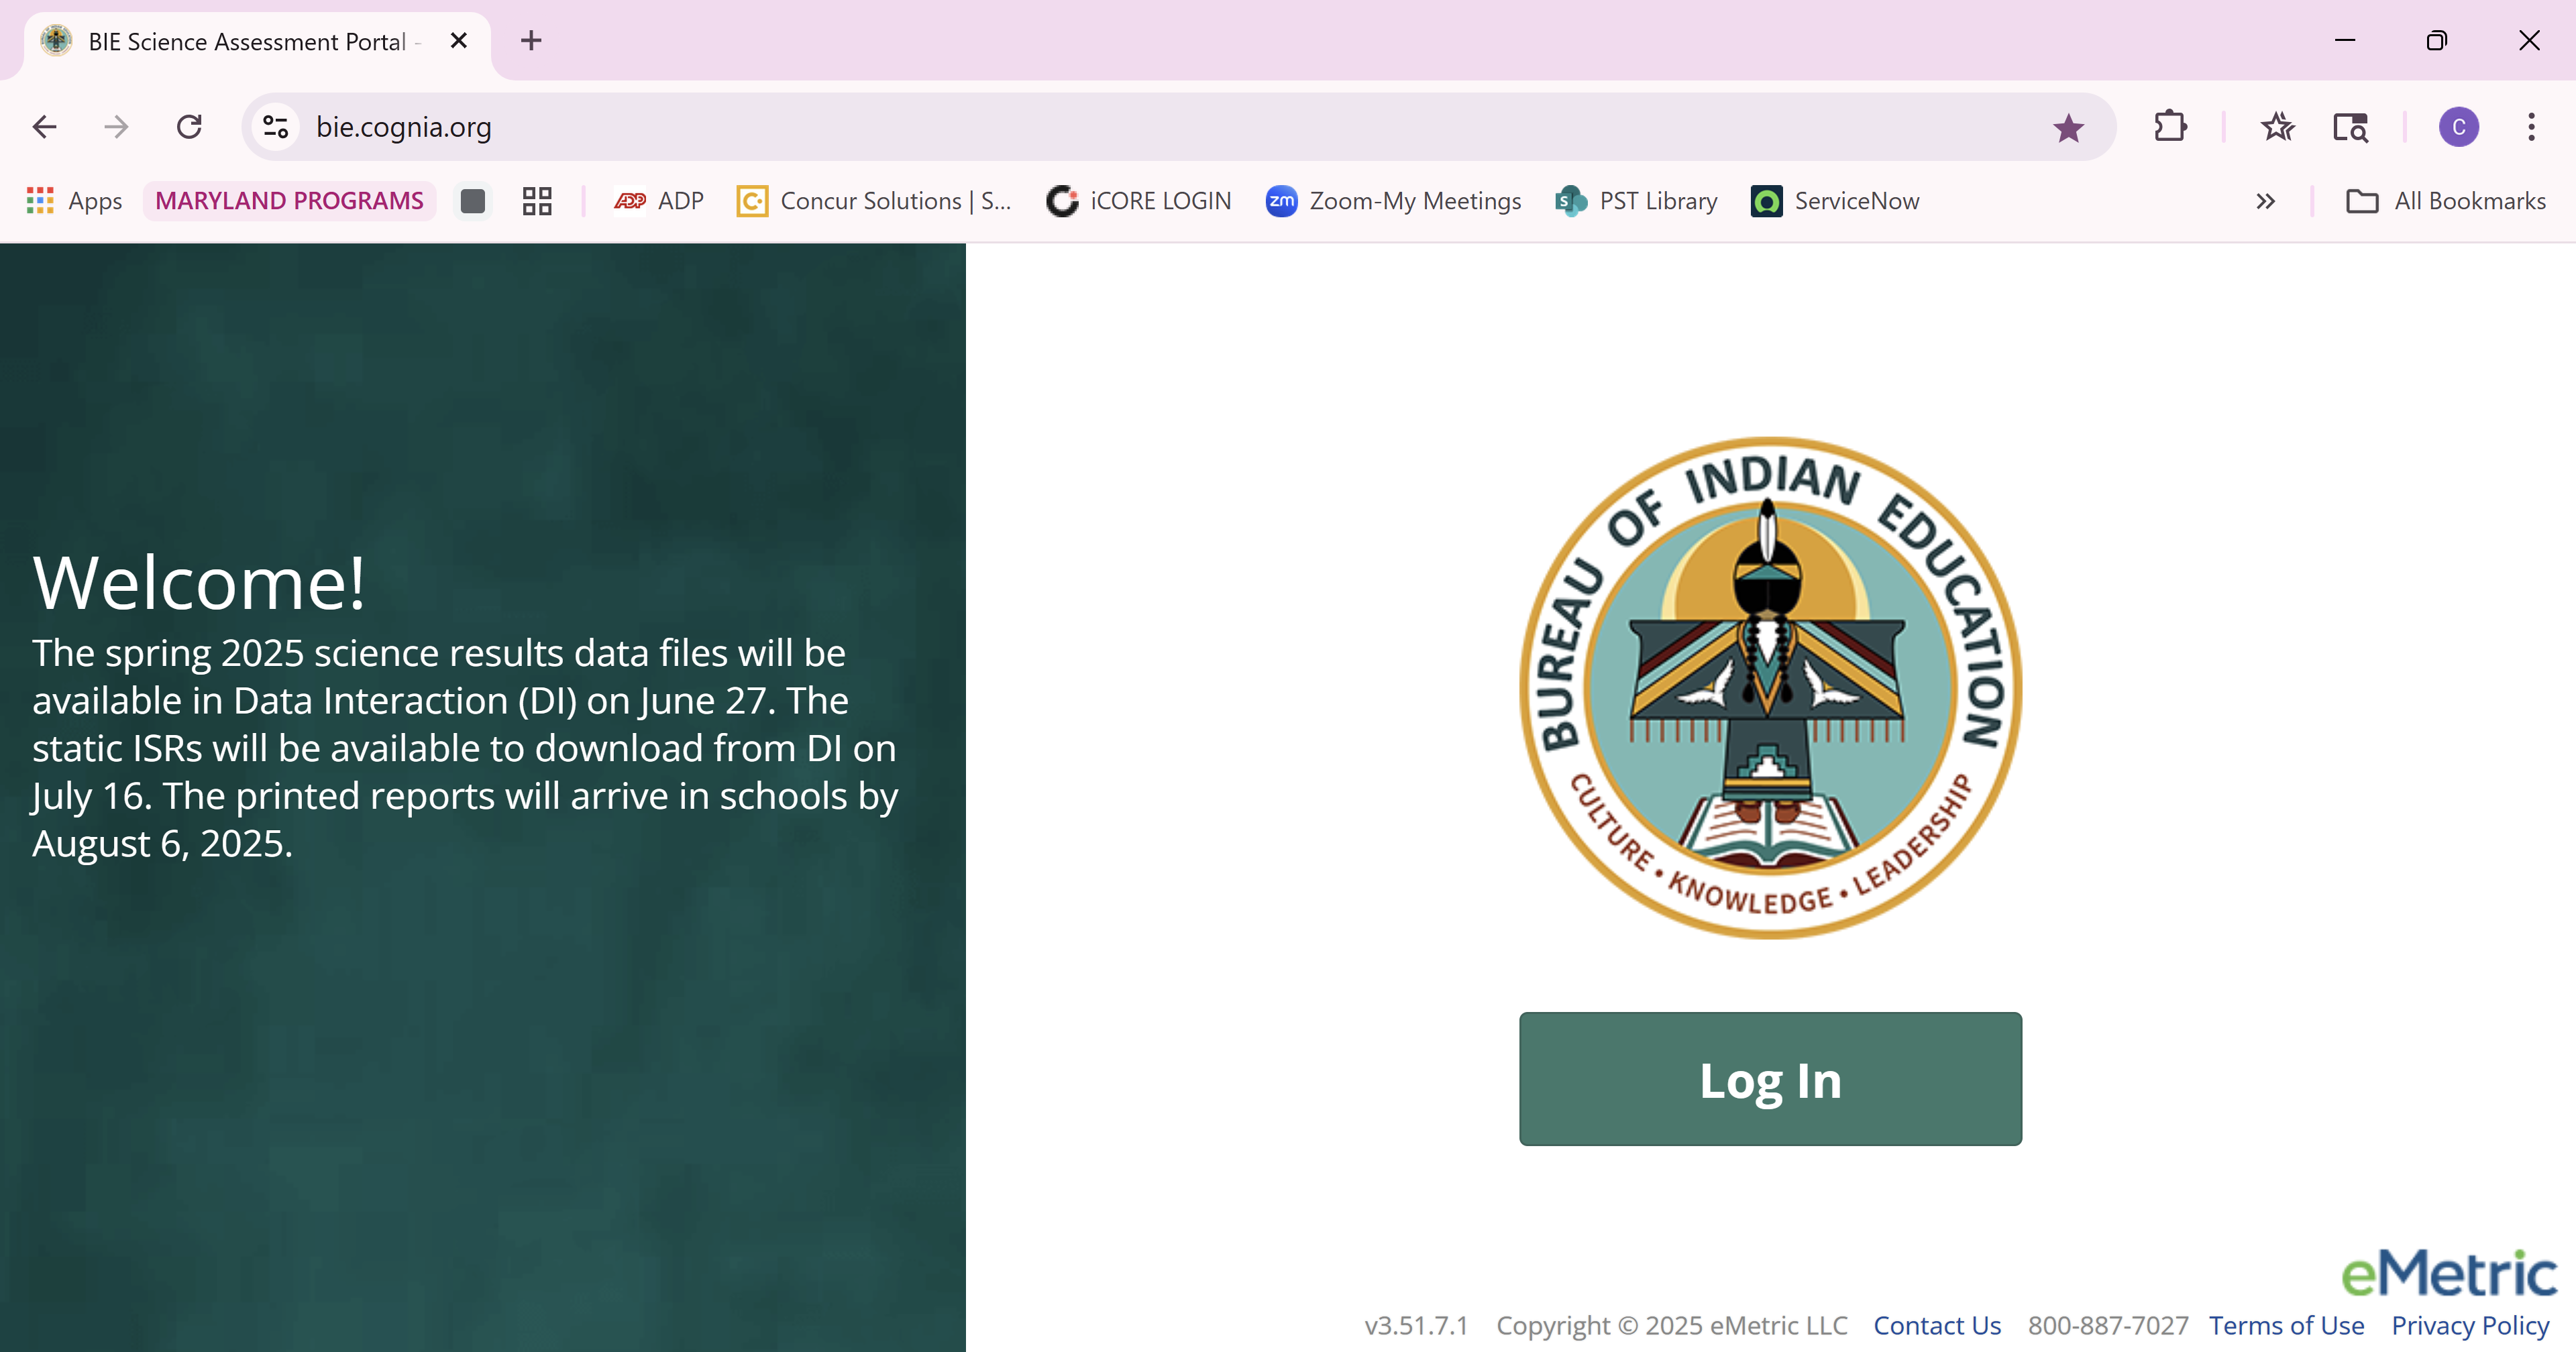 BIE Science Assessment Portal -
bie.cognia.org
C
Apps
MARYLAND PROGRAMS
ADP
ADP
Concur Solutions | S...
iCORE LOGIN
zm
Zoom-My Meetings
S
PST Library
ServiceNow
All Bookmarks
Welcome!
The spring 2025 science results data files will be
available in Data Interaction (DI) on June 27. The
static ISRs will be available to download from DI on
July 16. The printed reports will arrive in schools by
August 6, 2025.
BUREAU OF INDIAN EDUCATION
CULTURE • KNOWLEDGE • LEADERSHIP
Log In
eMetric
v3.51.7.1 Copyright © 2025 eMetric LLC Contact Us 800-887-7027 Terms of Use Privacy Policy